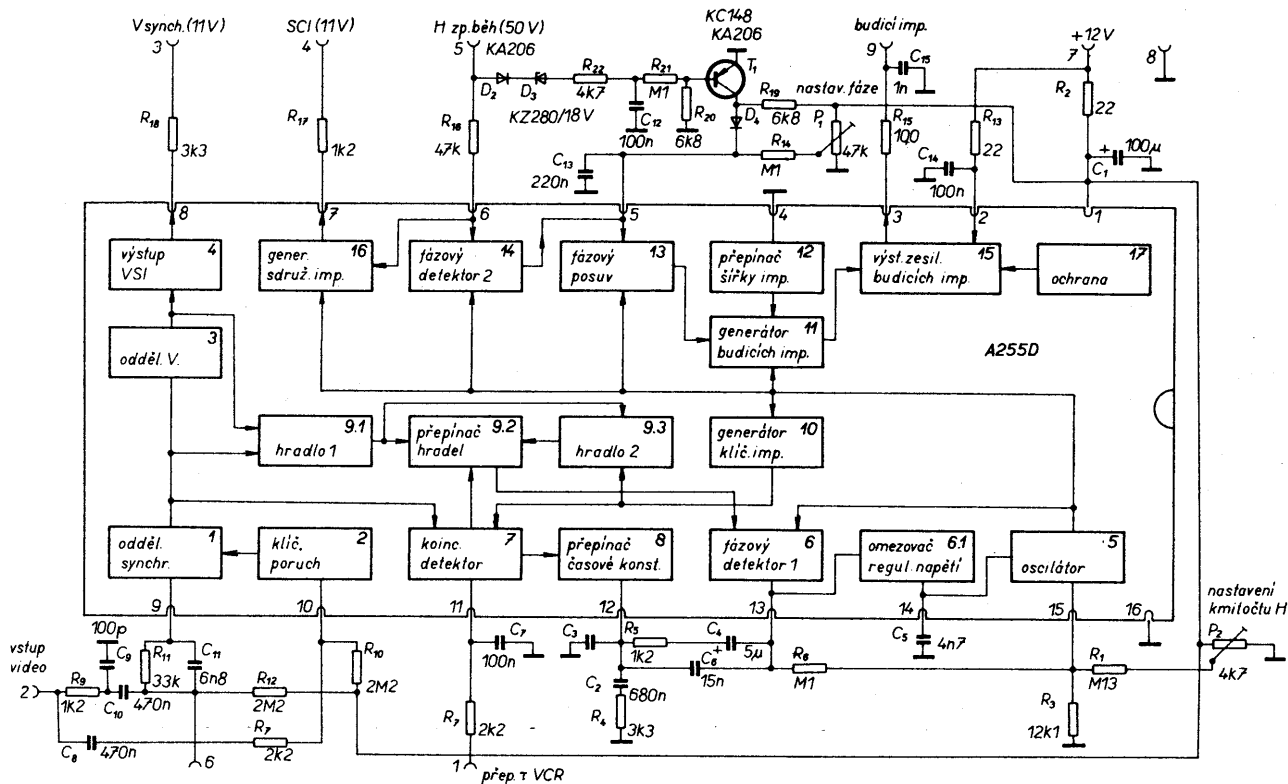 V synch. (11V)
3
SCI (11V)
4
H zp. běh (50 V)
5
KA206
KC148
KA206
budicí imp.
9
+12V
7
8
R18
3k3
R17
1k2
R16
47k
D2
D3
KZ280/18V
R22
4k7
C12
100n
R21
M1
R20
6k8
T1
D4
R19
6k8
nastav. fáze
P1
47k
R14
M1
C13
220n
C15
1n
R15
100
R13
22
C14
100n
R2
22
+
100μ
C1
8
7
6
5
4
3
2
1
výstup
VSI
4
gener.
sdruž. imp.
16
fázový
detektor 2
14
fázový
posuv
13
přepínač
šířky imp.
12
výst. zesil.
budicích imp.
15
ochrana
17
odděl. V.
3
generátor
budicích imp.
11
A255D
hradlo 1
9.1
přepínač
hradel
9.2
hradlo 2
9.3
generátor
klíč. imp.
10
odděl.
synchr.
1
klíč.
poruch
2
koinc.
detektor
7
přepínač
časové konst.
8
fázový
detektor 1
6
omezovač
regul. napětí
6.1
oscilátor
5
9
10
11
12
13
14
15
16
nastavení
kmitočtu H
P2
4k7
vstup
video
2
100p
C9
R9
1k2
C10
470n
R11
33k
C11
6n8
R12
2M2
R10
2M2
C8
470n
R7
2k2
6
C7
100n
R7
2k2
1
přep. τ VCR
C3
R5
1k2
C4
+
5μ
C6
15n
C2
680n
R4
3k3
R6
M1
C5
4n7
R1
M13
R3
12k1